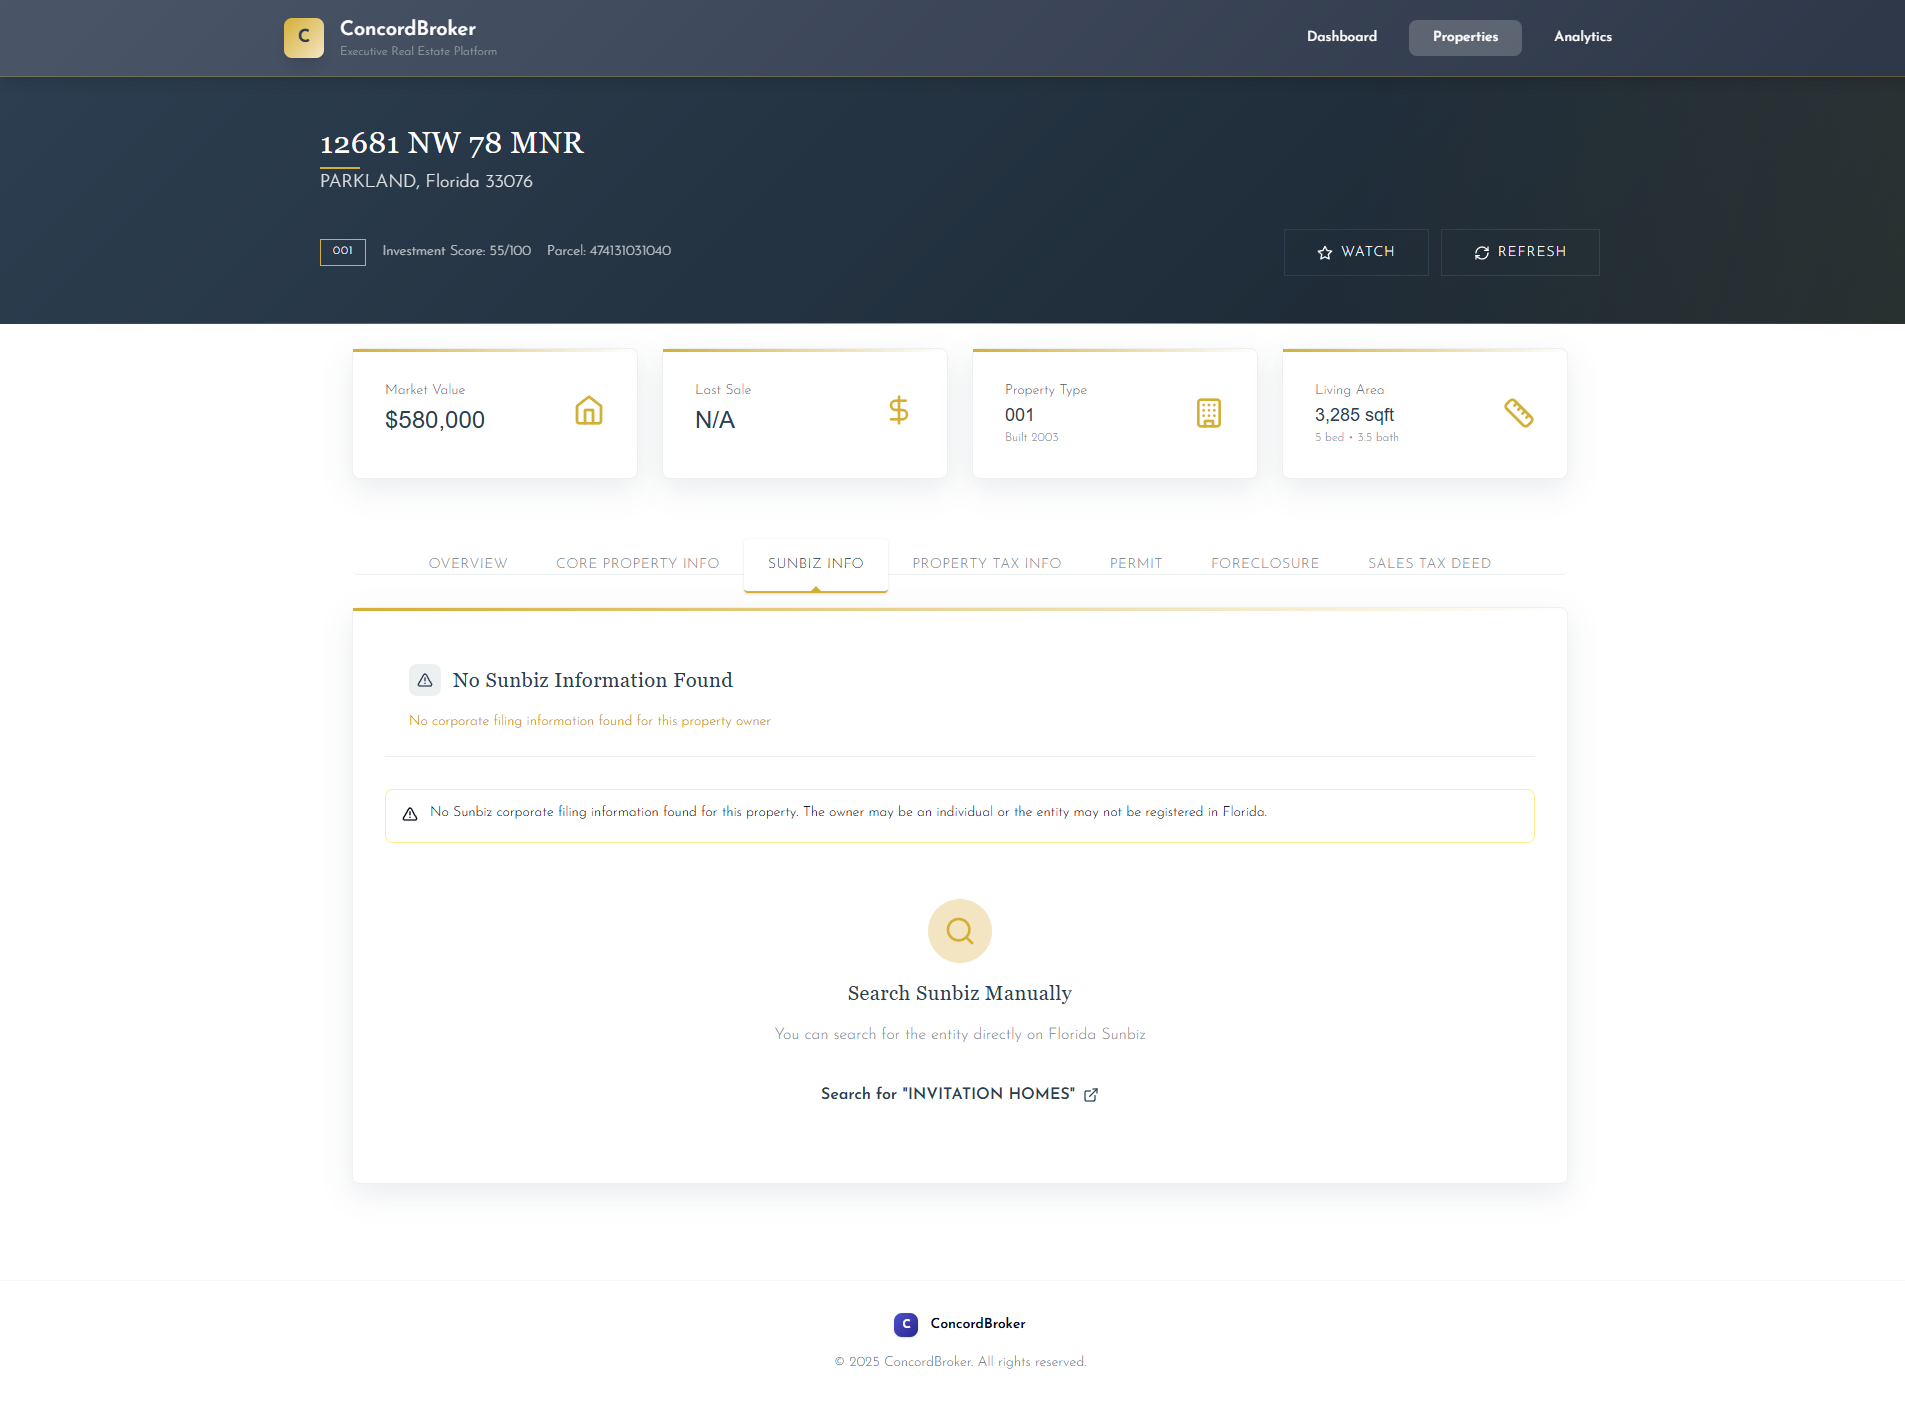 C
ConcordBroker
Executive Real Estate Platform
Dashboard
Properties
Analytics
12681 NW 78 MNR
PARKLAND, Florida 33076
001
Investment Score: 55/100
Parcel: 474131031040
WATCH
REFRESH
Market Value
$580,000
Last Sale
N/A
Property Type
001
Built 2003
Living Area
3,285 sqft
5 bed • 3.5 bath
OVERVIEW
CORE PROPERTY INFO
SUNBIZ INFO
PROPERTY TAX INFO
PERMIT
FORECLOSURE
SALES TAX DEED
No Sunbiz Information Found
No corporate filing information found for this property owner
No Sunbiz corporate filing information found for this property. The owner may be an individual or the entity may not be registered in Florida.
Search Sunbiz Manually
You can search for the entity directly on Florida Sunbiz
Search for "INVITATION HOMES"
C
ConcordBroker
© 2025 ConcordBroker. All rights reserved.